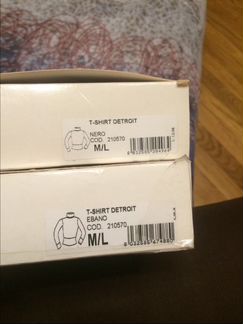 T-SHIRT DETROIT
NERO
COD. 210570
M/L
T-SHIRT DETROIT
EBANO
COD. 210570
M/L